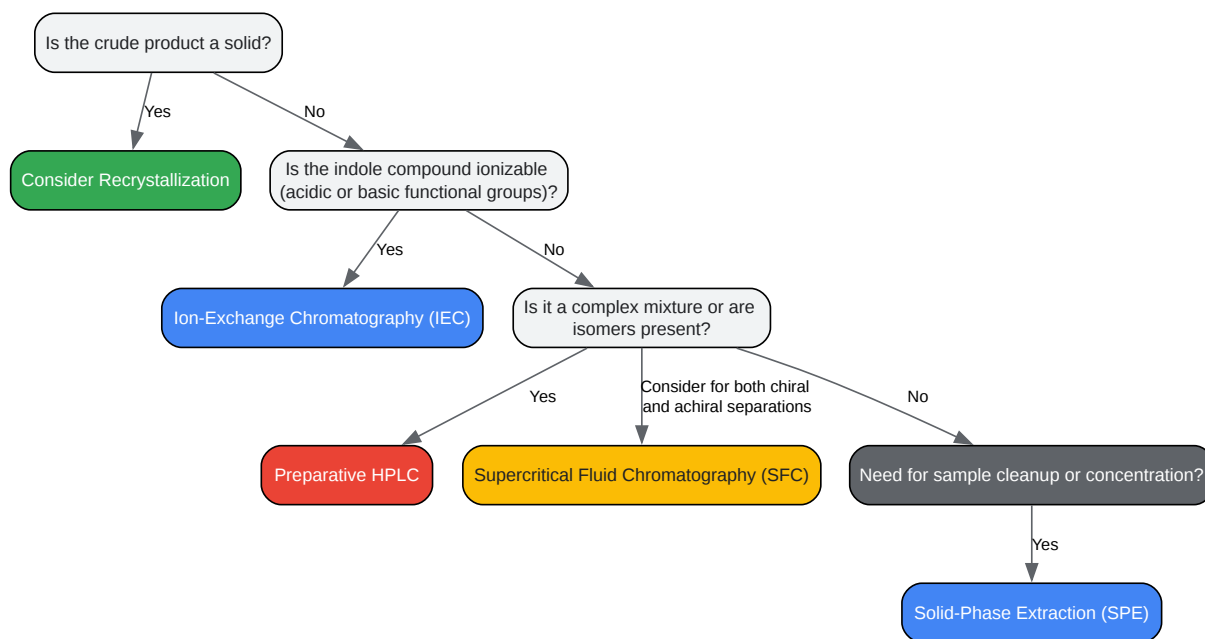 Is the crude product a solid?
Yes
No
Consider Recrystallization
Is the indole compound ionizable
(acidic or basic functional groups)?
Yes
No
Ion-Exchange Chromatography (IEC)
Is it a complex mixture or are
isomers present?
Yes
Consider for both chiral
and achiral separations
No
Preparative HPLC
Supercritical Fluid Chromatography (SFC)
Need for sample cleanup or concentration?
Yes
Solid-Phase Extraction (SPE)